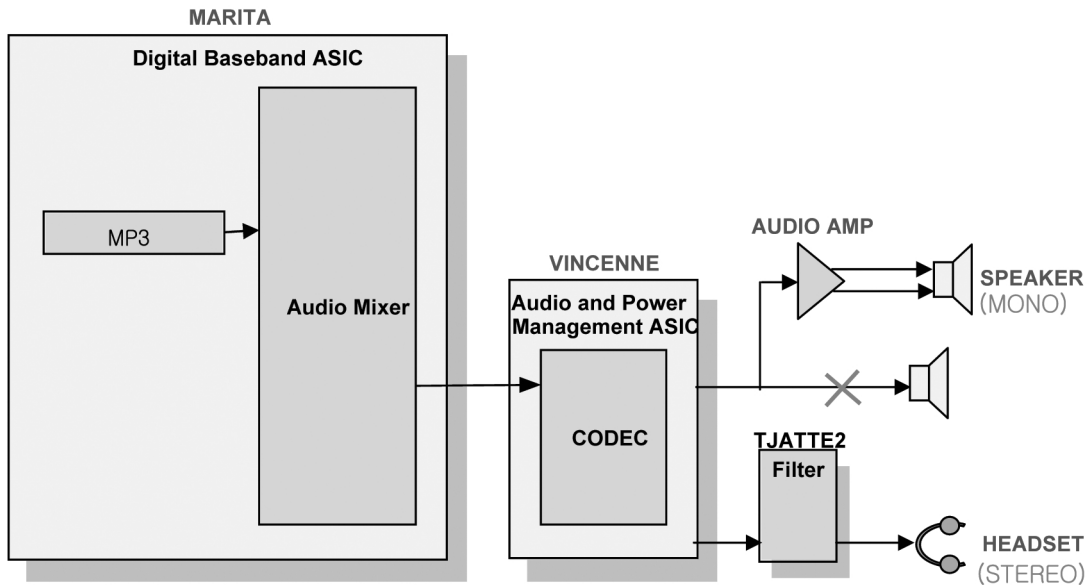 MARITA
Digital Baseband ASIC
MP3
Audio Mixer
VINCENNE
Audio and Power
Management ASIC
CODEC
AUDIO AMP
SPEAKER
(MONO)
TJATTE2
Filter
HEADSET
(STEREO)